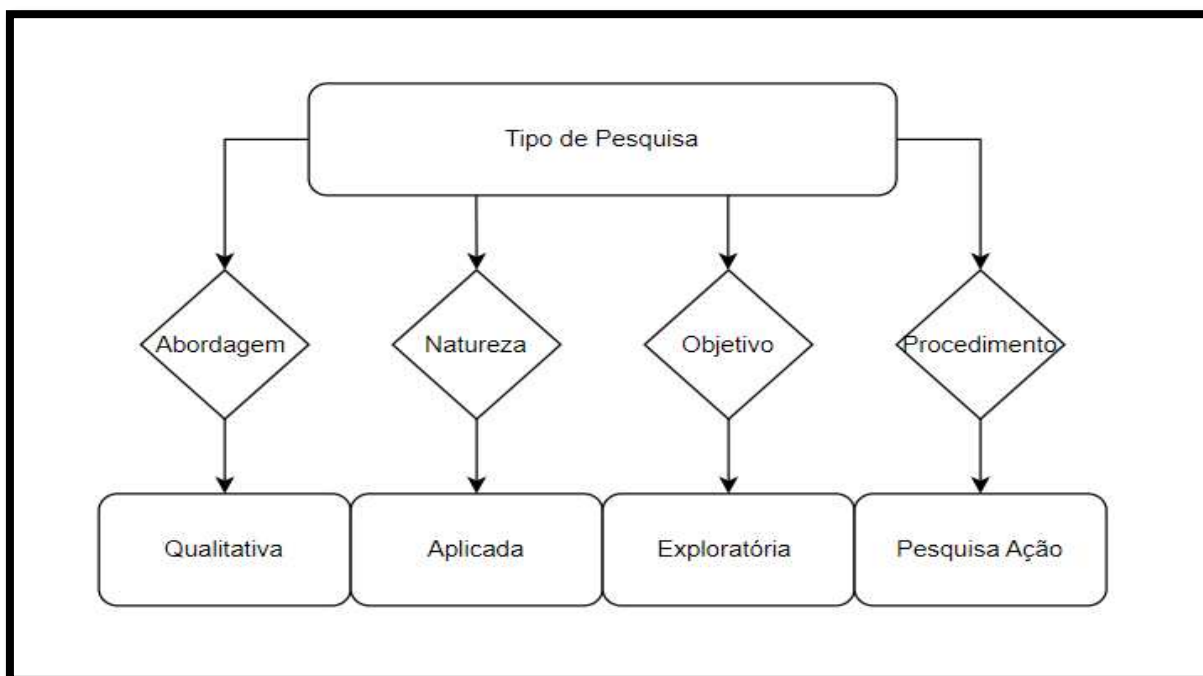 Tipo de Pesquisa
Abordagem
Natureza
Objetivo
Procedimento
Qualitativa
Aplicada
Exploratória
Pesquisa Ação